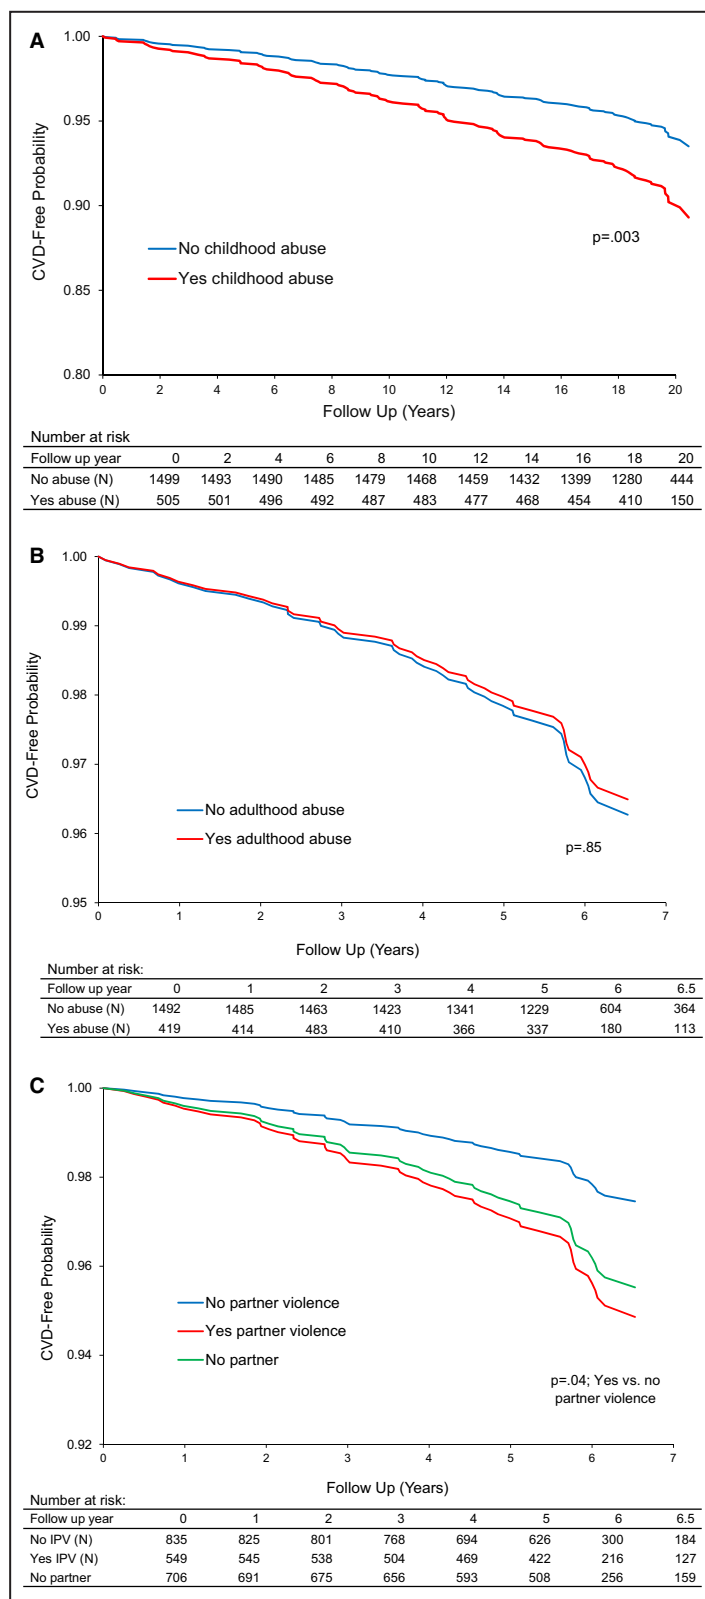 A
1.00
0.95
0.90
0.85
0.80
CVD-Free Probability
No childhood abuse
Yes childhood abuse
p=.003
0 2 4 6 8 10 12 14 16 18 20
Follow Up (Years)
Number at risk
Follow up year 0 2 4 6 8 10 12 14 16 18 20
No abuse (N) 1499 1493 1490 1485 1479 1468 1459 1432 1399 1280 444
Yes abuse (N) 505 501 496 492 487 483 477 468 454 410 150
B
1.00
0.99
0.98
0.97
0.96
0.95
CVD-Free Probability
No adulthood abuse
Yes adulthood abuse
p=.85
0 1 2 3 4 5 6 7
Follow Up (Years)
Number at risk:
Follow up year 0 1 2 3 4 5 6 6.5
No abuse (N) 1492 1485 1463 1423 1341 1229 604 364
Yes abuse (N) 419 414 483 410 366 337 180 113
C
1.00
0.98
0.96
0.94
0.92
CVD-Free Probability
No partner violence
Yes partner violence
No partner
p=.04; Yes vs. no
partner violence
0 1 2 3 4 5 6 7
Follow Up (Years)
Number at risk:
Follow up year 0 1 2 3 4 5 6 6.5
No IPV (N) 835 825 801 768 694 626 300 184
Yes IPV (N) 549 545 538 504 469 422 216 127
No partner 706 691 675 656 593 508 256 159